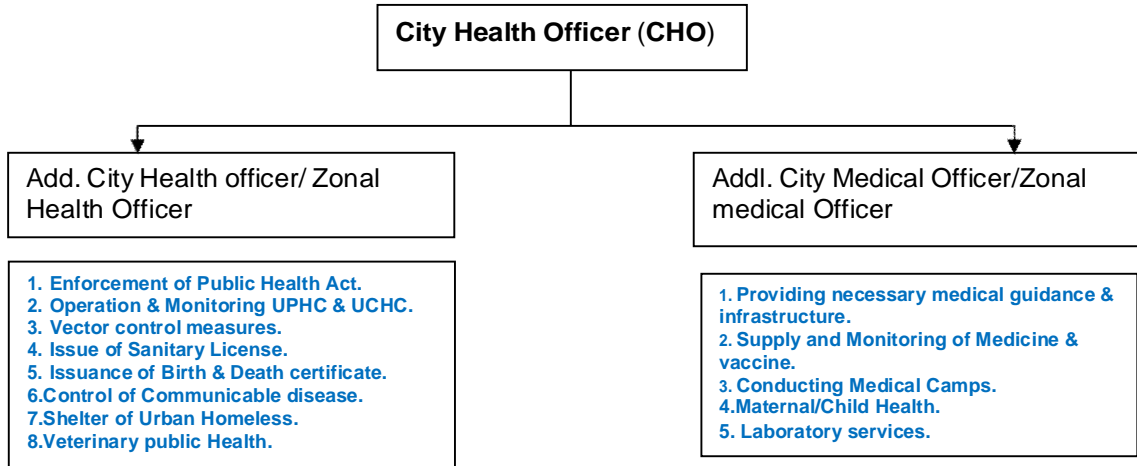 City Health Officer (CHO)
Add. City Health officer/ Zonal
Health Officer
Addl. City Medical Officer/Zonal
medical Officer
1. Enforcement of Public Health Act.
2. Operation & Monitoring UPHC & UCHC.
3. Vector control measures.
4. Issue of Sanitary License.
5. Issuance of Birth & Death certificate.
6.Control of Communicable disease.
7.Shelter of Urban Homeless.
8.Veterinary public Health.
1. Providing necessary medical guidance &
infrastructure.
2. Supply and Monitoring of Medicine &
vaccine.
3. Conducting Medical Camps.
4.Maternal/Child Health.
5. Laboratory services.